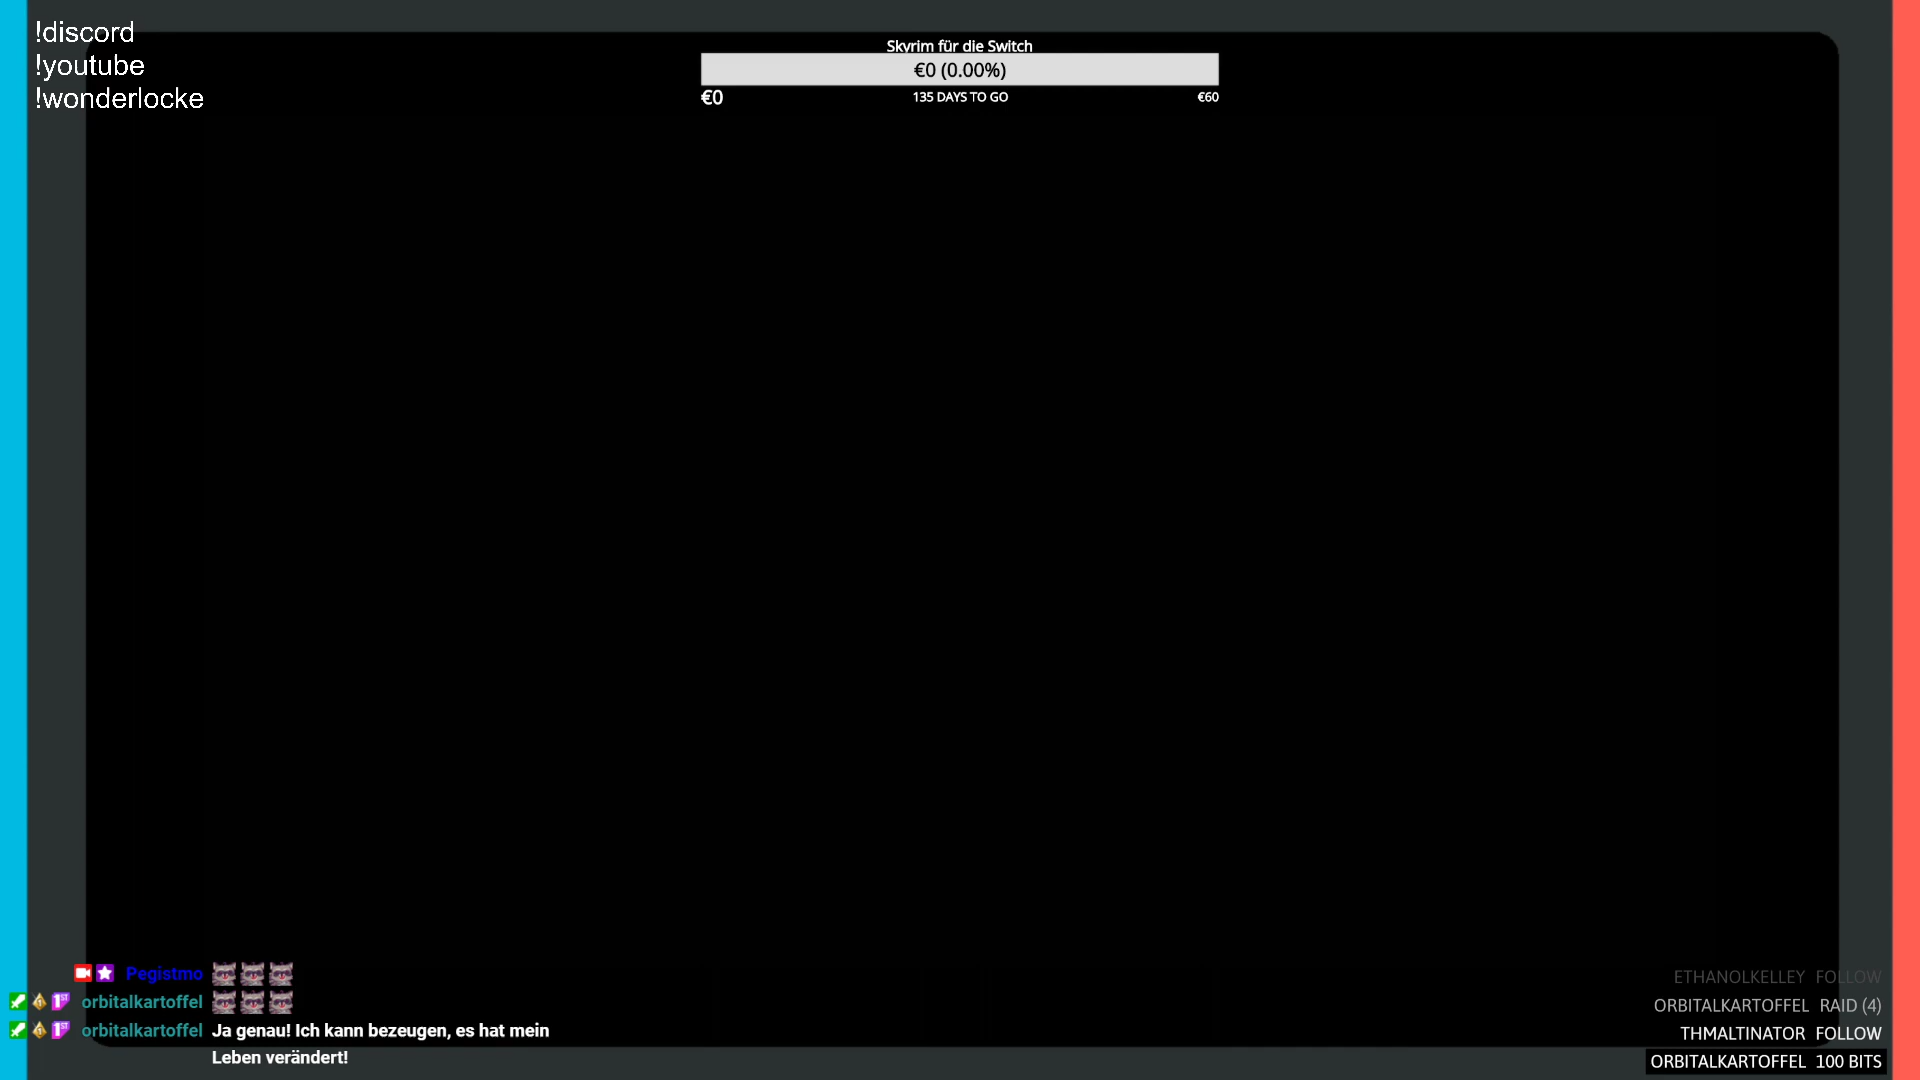 !discord
!youtube
!wonderlocke
Skyrim für die Switch
€0 (0.00%)
€0 135 DAYS TO GO €60
Pegistmo
orbitalkartoffel
orbitalkartoffel Ja genau! Ich kann bezeugen, es hat mein
Leben verändert!
ETHANOLKELLEY FOLLOW
ORBITALKARTOFFEL RAID (4)
THMALTINATOR FOLLOW
ORBITALKARTOFFEL 100 BITS